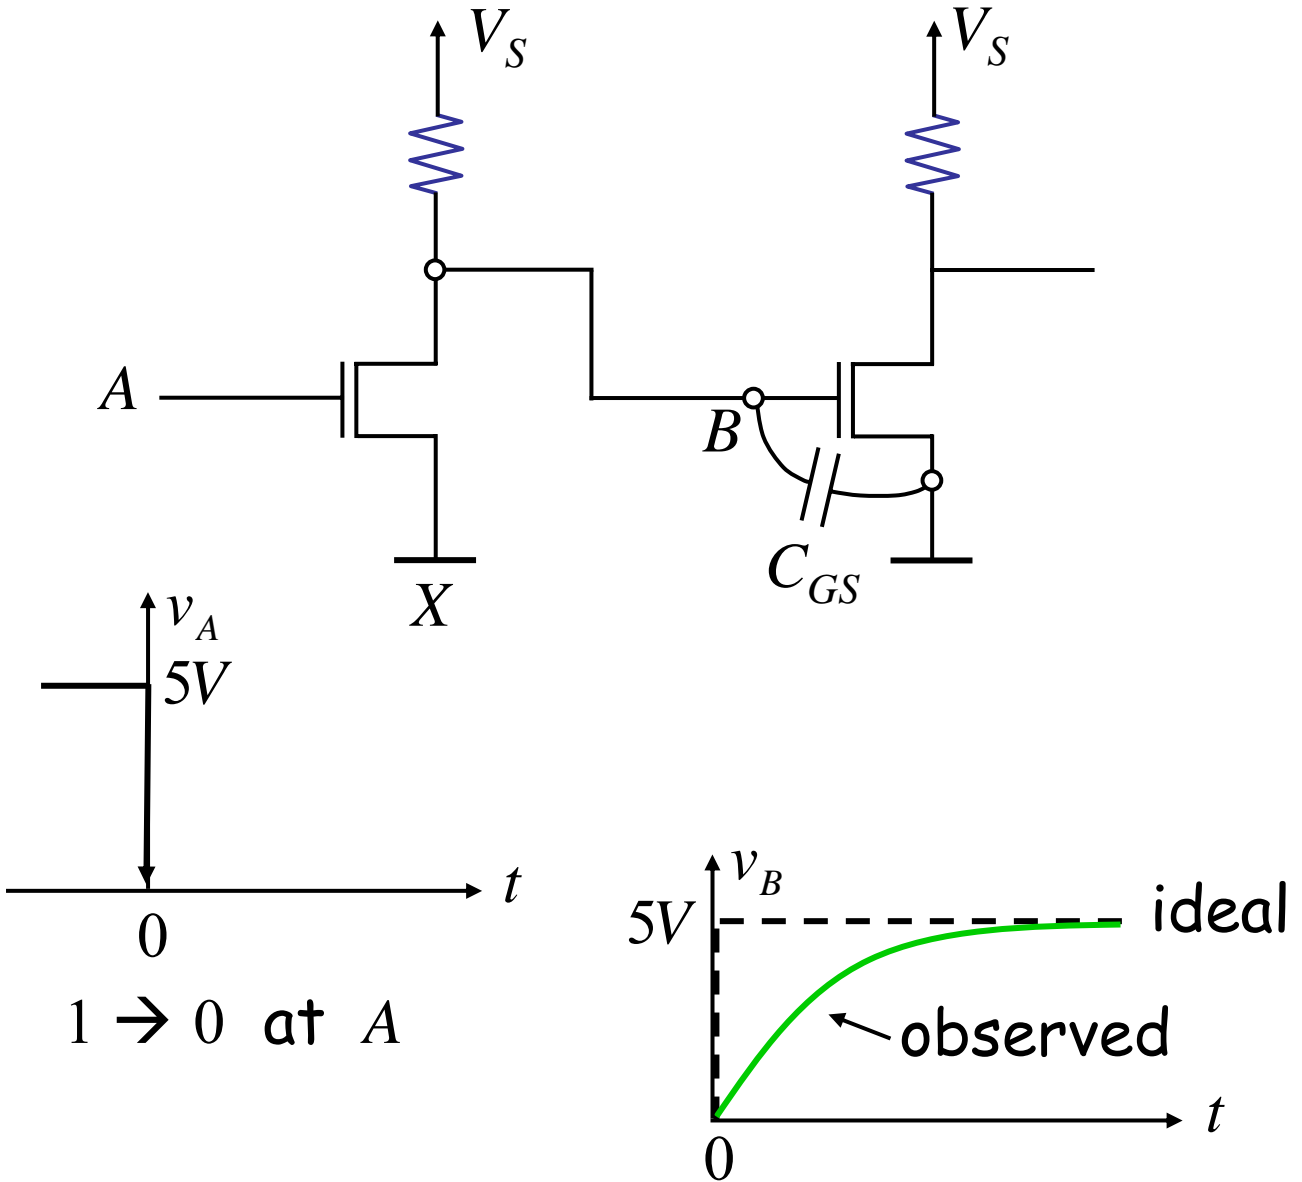 V_S
V_S
A
B
C_GS
X
v_A
5V
t
0
1 → 0 at A
v_B
5V
ideal
observed
t
0